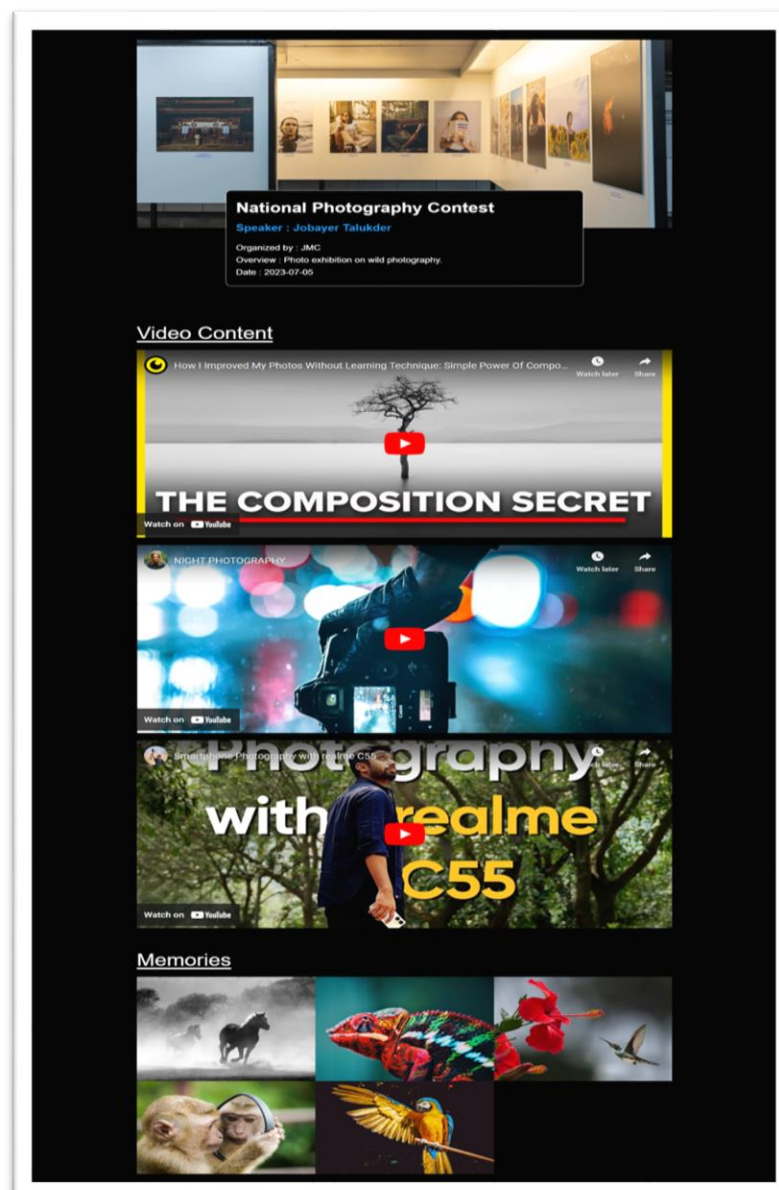 National Photography Contest
Speaker : Jobayer Talukder
Organized by : JMC
Overview : Photo exhibition on wild photography.
Date : 2023-07-05
Video Content
How I Improved My Photos Without Learning Technique: Simple Power Of Compo...
Watch later
Share
THE COMPOSITION SECRET
Watch on YouTube
NIGHT PHOTOGRAPHY
Watch later
Share
Watch on YouTube
Smartphone Photography with realme C55
Share
Photography
with realme
C55
Watch on YouTube
Memories